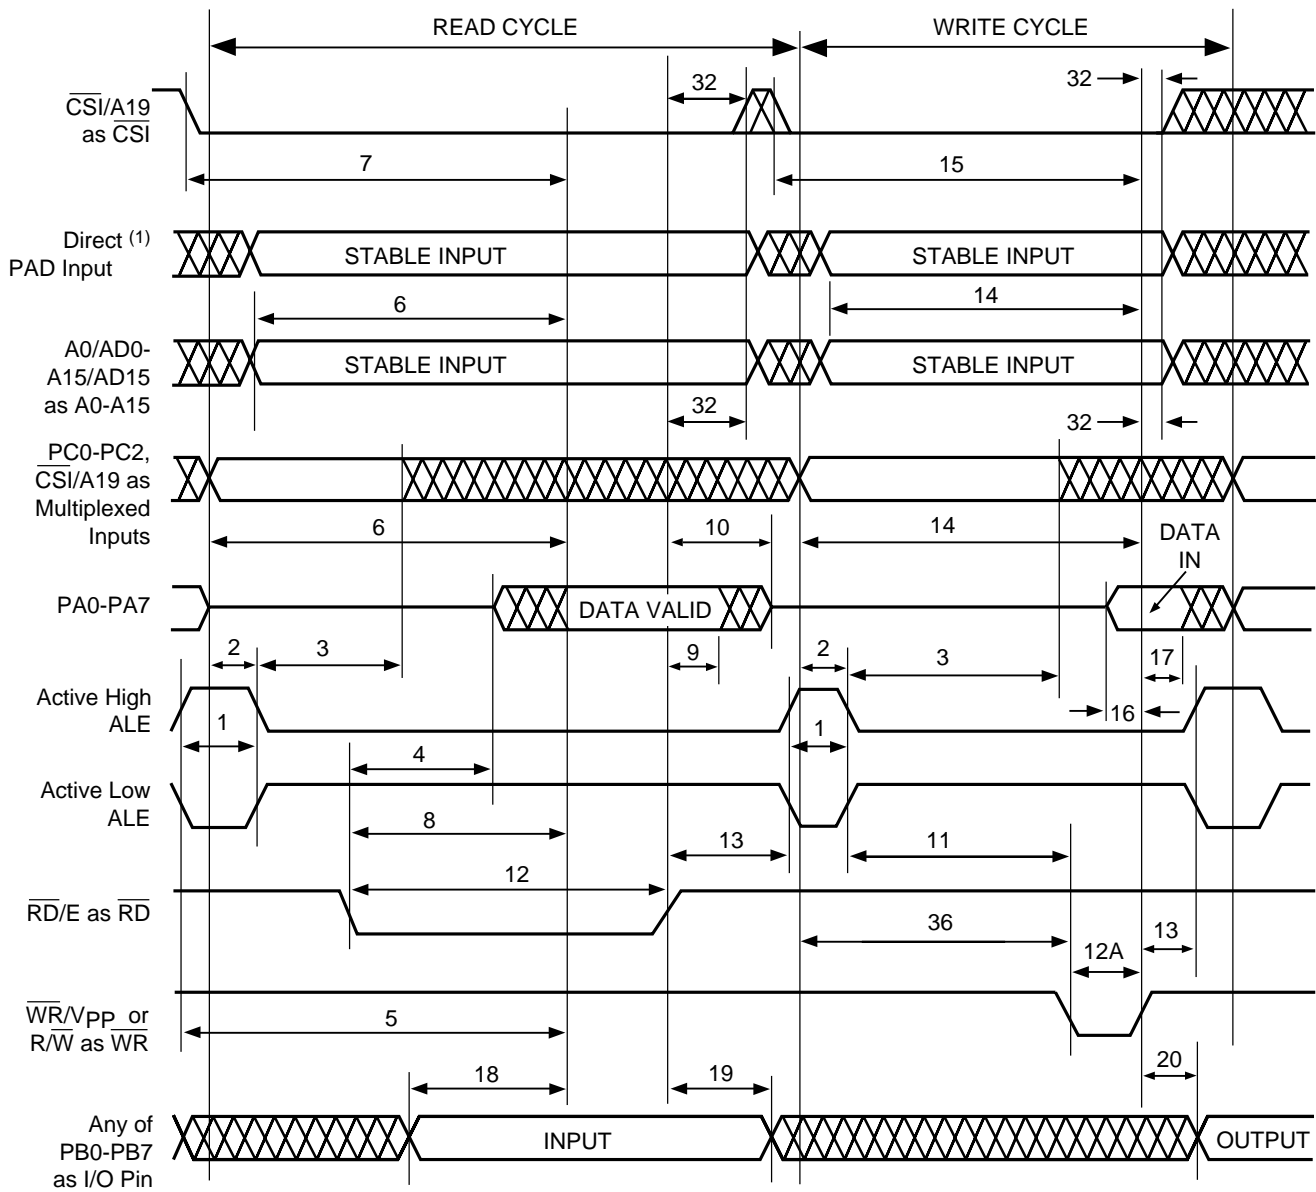 READ CYCLE
WRITE CYCLE
32
32
CSI/A19
as CSI
7
15
Direct (1)
PAD Input
STABLE INPUT
STABLE INPUT
6
14
A0/AD0-
A15/AD15
as A0-A15
STABLE INPUT
STABLE INPUT
32
32
PC0-PC2,
CSI/A19 as
Multiplexed
Inputs
6
10
14
DATA
IN
PA0-PA7
DATA VALID
2
3
9
2
3
17
Active High
ALE
1
1
16
4
Active Low
ALE
8
13
11
12
RD/E as RD
36
13
12A
WR/VPP or
R/W as WR
5
20
18
19
Any of
PB0-PB7
as I/O Pin
INPUT
OUTPUT